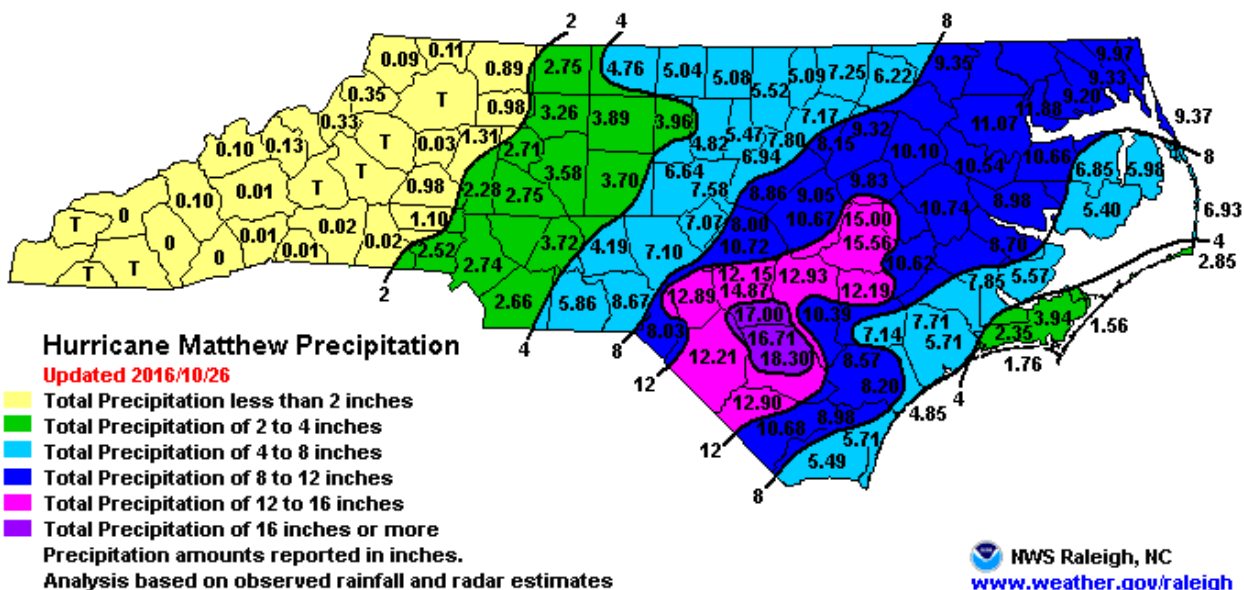 2 4 8
0.09 0.11 0.89 2.75 4.76 5.04 5.08 5.52 5.09 7.25 6.22 9.35 9.97
9.33
0.35 T 0.98 3.26 3.89 3.96 7.17 11.88 9.20 9.37
0.33 11.07
0.10 0.13 T 0.03 1.31 2.71 4.82 5.47 7.80 8.15 9.32 10.10 8
6.94 10.54 10.66 6.85 5.98
0.10 0.01 T T 0.98 2.28 2.75 3.58 3.70 6.64 7.58 8.86 9.05 9.83 8.98 5.40
T 0 0.02 1.10 7.07 8.00 10.67 15.00 10.74 6.93
0 0.01 0.01 0.02 2.52 3.72 4.19 7.10 10.72 15.56 8.70 4
T T 0 2.74 12.15 12.93 10.62 5.57 2.85
2 2.66 5.86 8.67 12.89 14.87 12.19 7.85
17.00 10.39 7.71 3.94
4 8 8.03 16.71 7.14 5.71 2.35 1.56
12.21 18.30 8.57 1.76
12 8.20 4
12.90 8.98 4.85
12 10.68 5.71
5.49
8
Hurricane Matthew Precipitation
Updated 2016/10/26
Total Precipitation less than 2 inches
Total Precipitation of 2 to 4 inches
Total Precipitation of 4 to 8 inches
Total Precipitation of 8 to 12 inches
Total Precipitation of 12 to 16 inches
Total Precipitation of 16 inches or more
Precipitation amounts reported in inches.
Analysis based on observed rainfall and radar estimates
NWS Raleigh, NC
www.weather.gov/raleigh